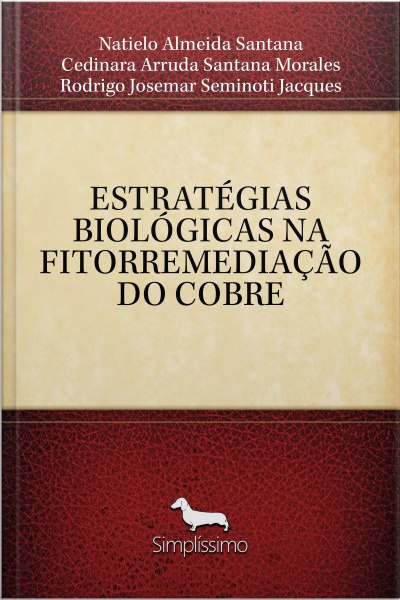 Natielo Almeida Santana
Cedinara Arruda Santana Morales
Rodrigo Josemar Seminoti Jacques
ESTRATÉGIAS
BIOLÓGICAS NA
FITORREMEDIAÇÃO
DO COBRE
Simplíssimo